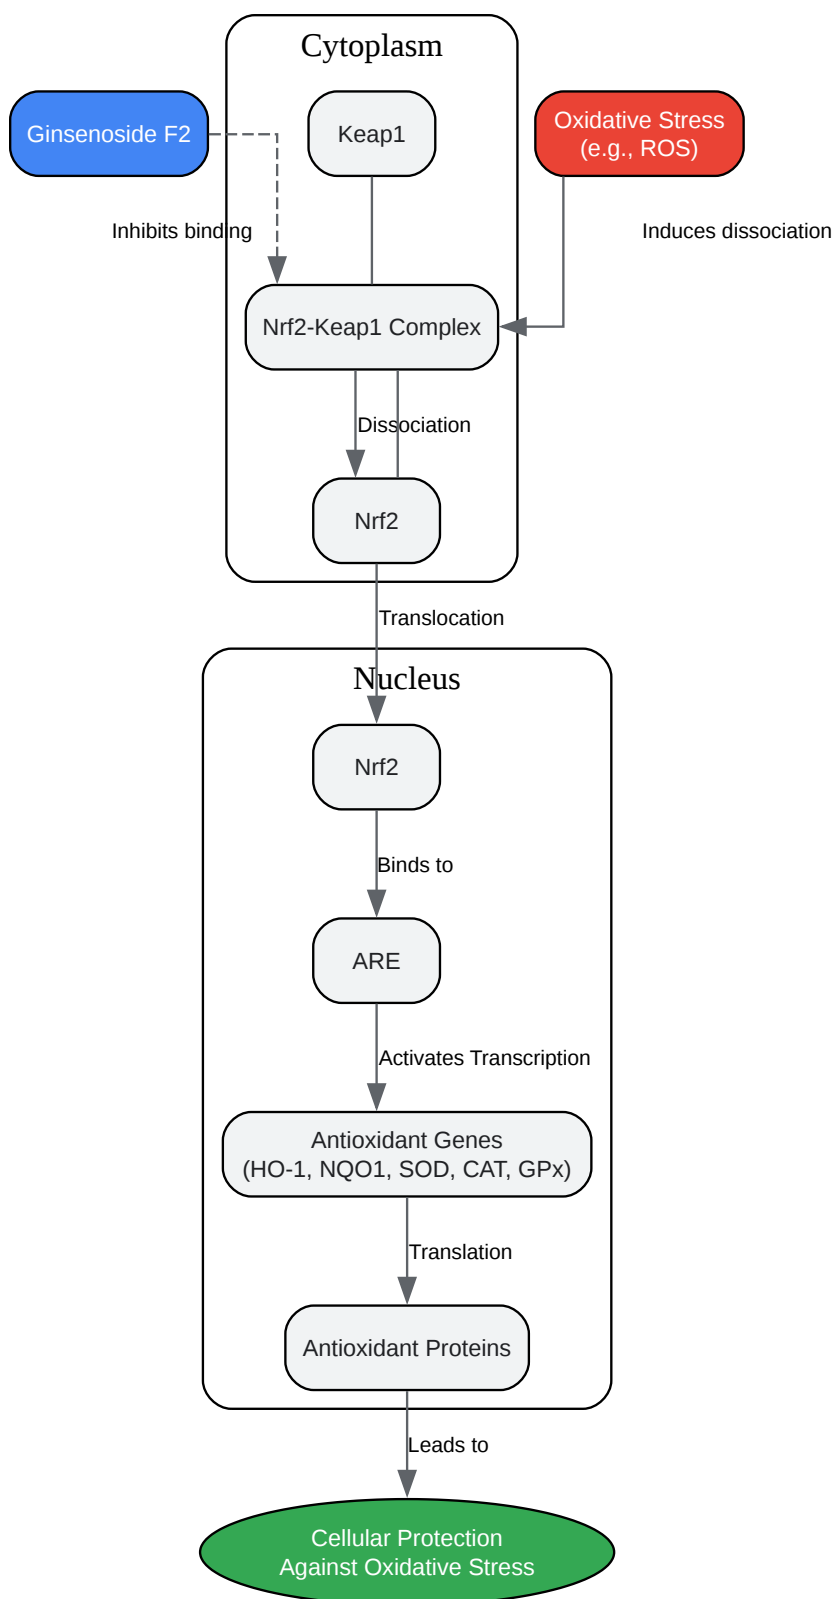 Cytoplasm
Ginsenoside F2
Keap1
Oxidative Stress
(e.g., ROS)
Inhibits binding
Induces dissociation
Nrf2-Keap1 Complex
Dissociation
Nrf2
Translocation
Nucleus
Nrf2
Binds to
ARE
Activates Transcription
Antioxidant Genes
(HO-1, NQO1, SOD, CAT, GPx)
Translation
Antioxidant Proteins
Leads to
Cellular Protection
Against Oxidative Stress